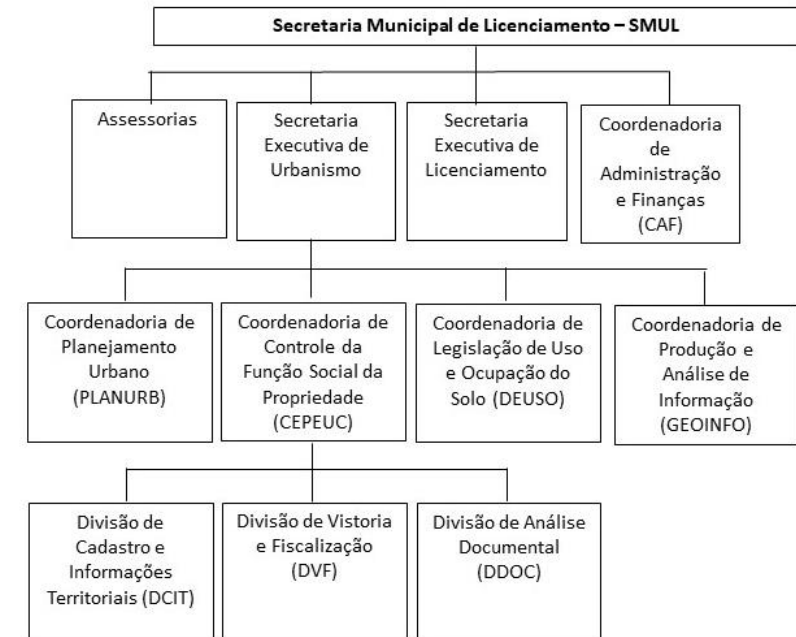 Secretaria Municipal de Licenciamento – SMUL
Assessorias
Secretaria
Executiva de
Urbanismo
Secretaria
Executiva de
Licenciamento
Coordenadoria
de
Administração
e Finanças
(CAF)
Coordenadoria de
Planejamento
Urbano
(PLANURB)
Coordenadoria de
Controle da
Função Social da
Propriedade
(CEPEUC)
Coordenadoria de
Legislação de Uso
e Ocupação do
Solo (DEUSO)
Coordenadoria de
Produção e
Análise de
Informação
(GEOINFO)
Divisão de
Cadastro e
Informações
Territoriais (DCIT)
Divisão de Vistoria
e Fiscalização
(DVF)
Divisão de Análise
Documental
(DDOC)